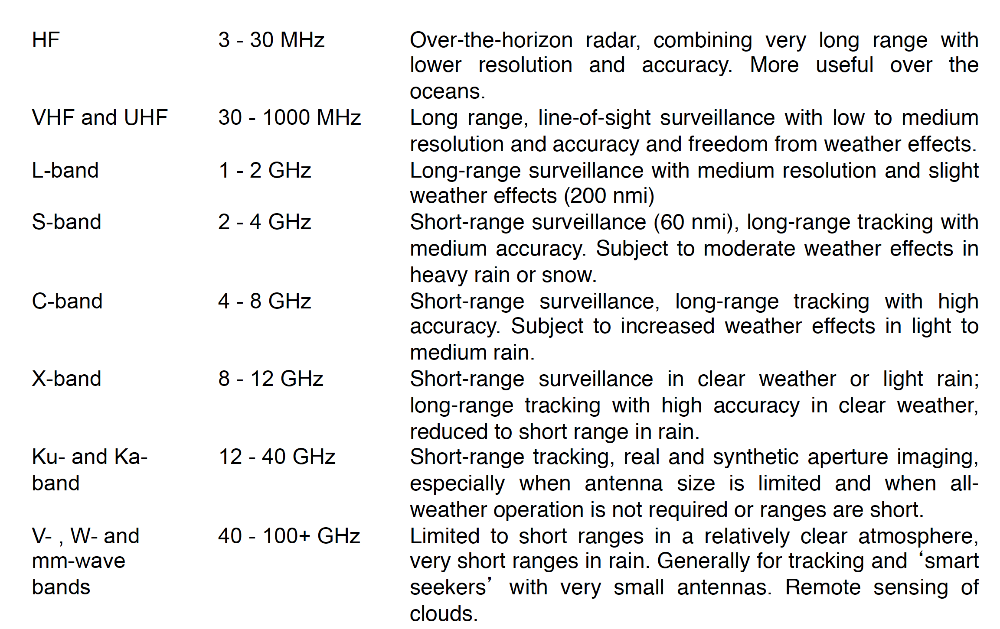 HF 3 - 30 MHz Over-the-horizon radar, combining very long range with
lower resolution and accuracy. More useful over the
oceans.
VHF and UHF 30 - 1000 MHz Long range, line-of-sight surveillance with low to medium
resolution and accuracy and freedom from weather effects.
L-band 1 - 2 GHz Long-range surveillance with medium resolution and slight
weather effects (200 nmi)
S-band 2 - 4 GHz Short-range surveillance (60 nmi), long-range tracking with
medium accuracy. Subject to moderate weather effects in
heavy rain or snow.
C-band 4 - 8 GHz Short-range surveillance, long-range tracking with high
accuracy. Subject to increased weather effects in light to
medium rain.
X-band 8 - 12 GHz Short-range surveillance in clear weather or light rain;
long-range tracking with high accuracy in clear weather,
reduced to short range in rain.
Ku- and Ka- 12 - 40 GHz Short-range tracking, real and synthetic aperture imaging,
band especially when antenna size is limited and when all-
weather operation is not required or ranges are short.
V- , W- and 40 - 100+ GHz Limited to short ranges in a relatively clear atmosphere,
mm-wave very short ranges in rain. Generally for tracking and ‘smart
bands seekers’ with very small antennas. Remote sensing of
clouds.